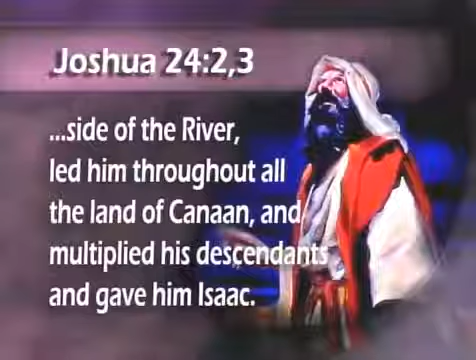 Joshua 24:2,3
...side of the River,
led him throughout all
the land of Canaan, and
multiplied his descendants
and gave him Isaac.